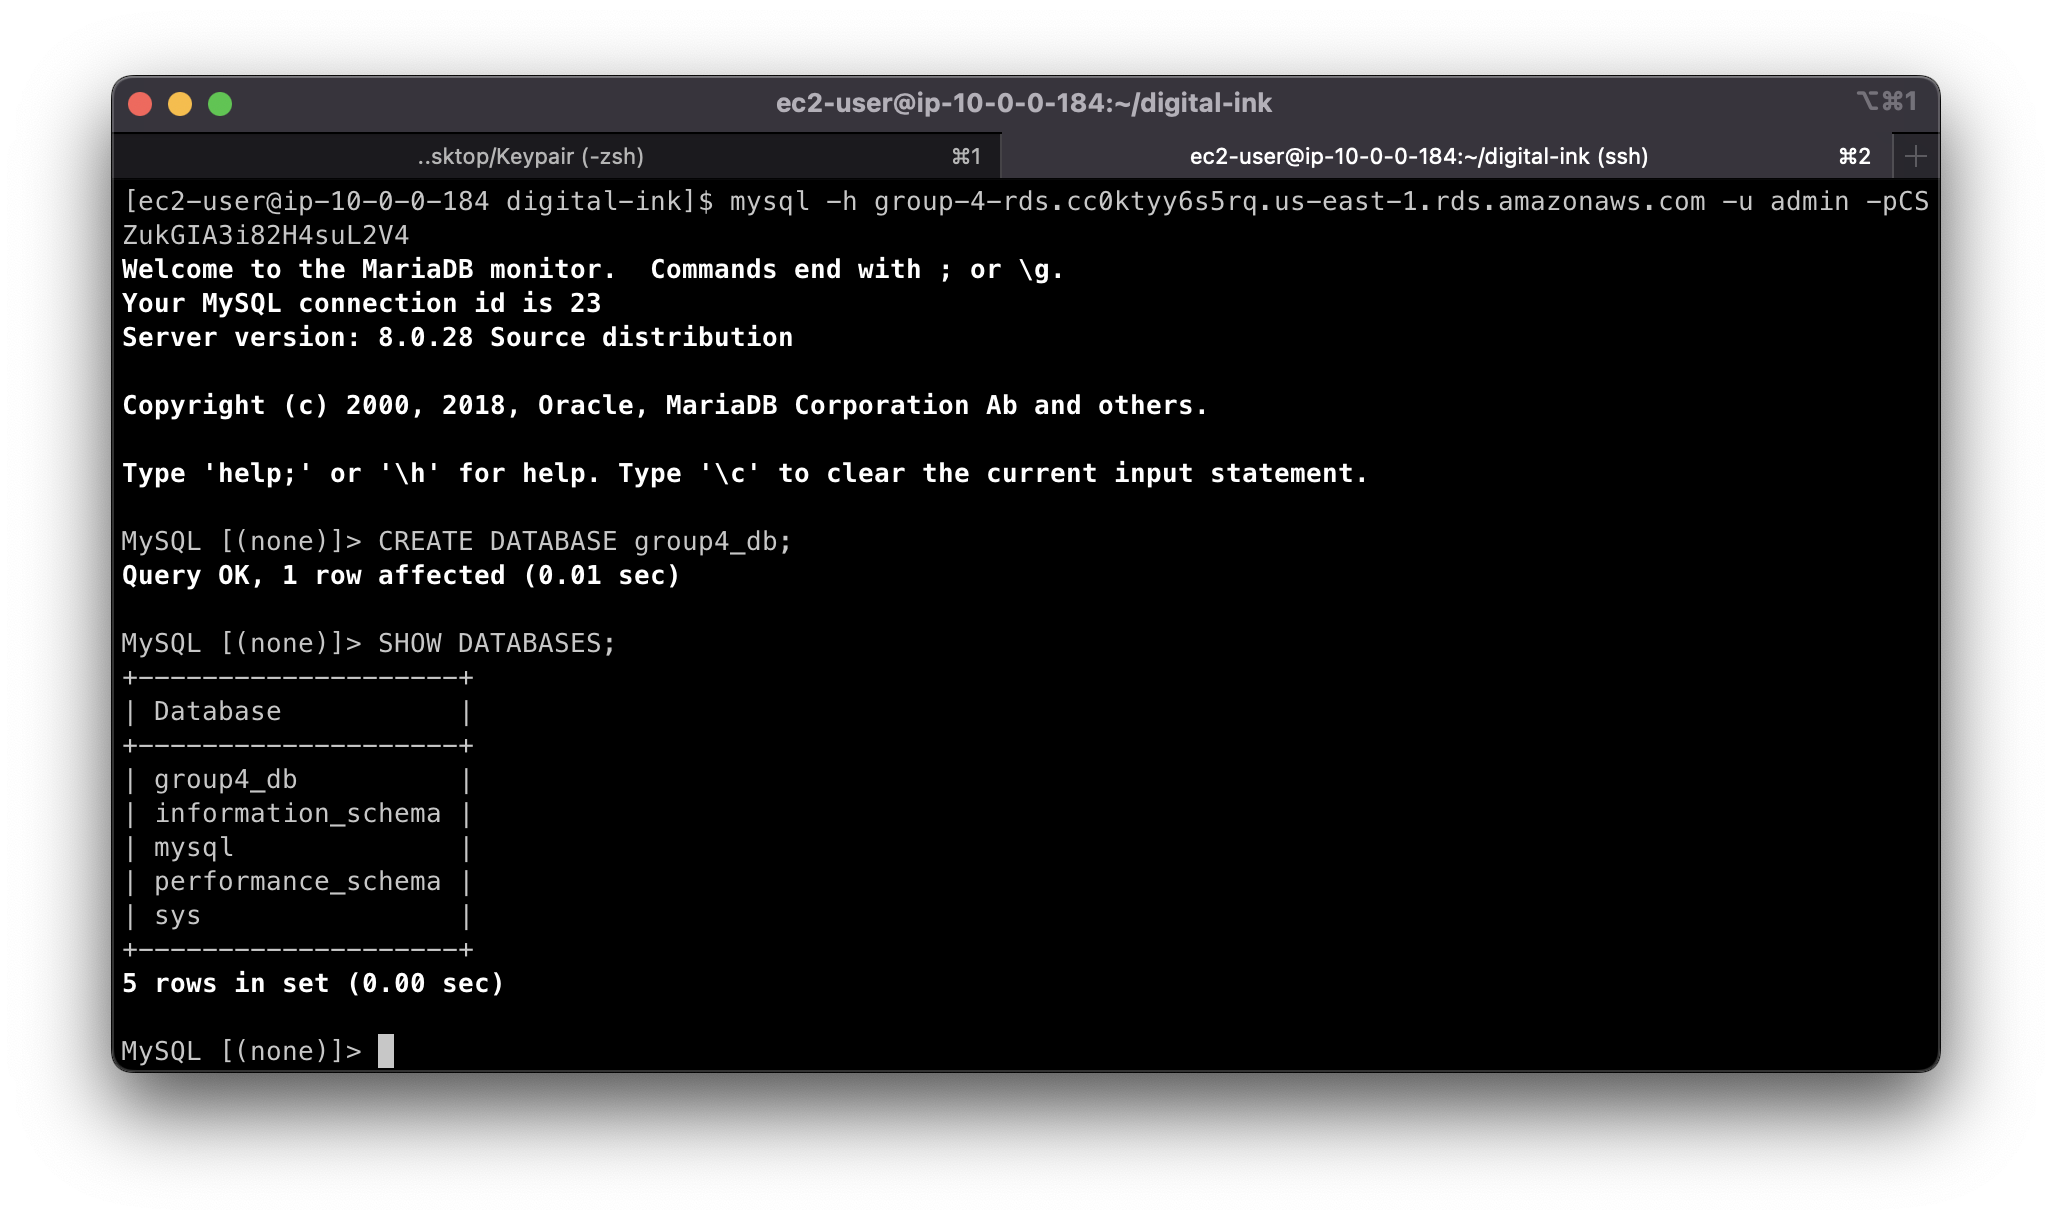 ec2-user@ip-10-0-0-184:~/digital-ink ⌥⌘1
..sktop/Keypair (-zsh) ⌘1 ec2-user@ip-10-0-0-184:~/digital-ink (ssh) ⌘2 +
[ec2-user@ip-10-0-0-184 digital-ink]$ mysql -h group-4-rds.cc0ktyy6s5rq.us-east-1.rds.amazonaws.com -u admin -pCS
ZukGIA3i82H4suL2V4
Welcome to the MariaDB monitor.  Commands end with ; or \g.
Your MySQL connection id is 23
Server version: 8.0.28 Source distribution

Copyright (c) 2000, 2018, Oracle, MariaDB Corporation Ab and others.

Type 'help;' or '\h' for help. Type '\c' to clear the current input statement.

MySQL [(none)]> CREATE DATABASE group4_db;
Query OK, 1 row affected (0.01 sec)

MySQL [(none)]> SHOW DATABASES;
+--------------------+
| Database           |
+--------------------+
| group4_db          |
| information_schema |
| mysql              |
| performance_schema |
| sys                |
+--------------------+
5 rows in set (0.00 sec)

MySQL [(none)]>